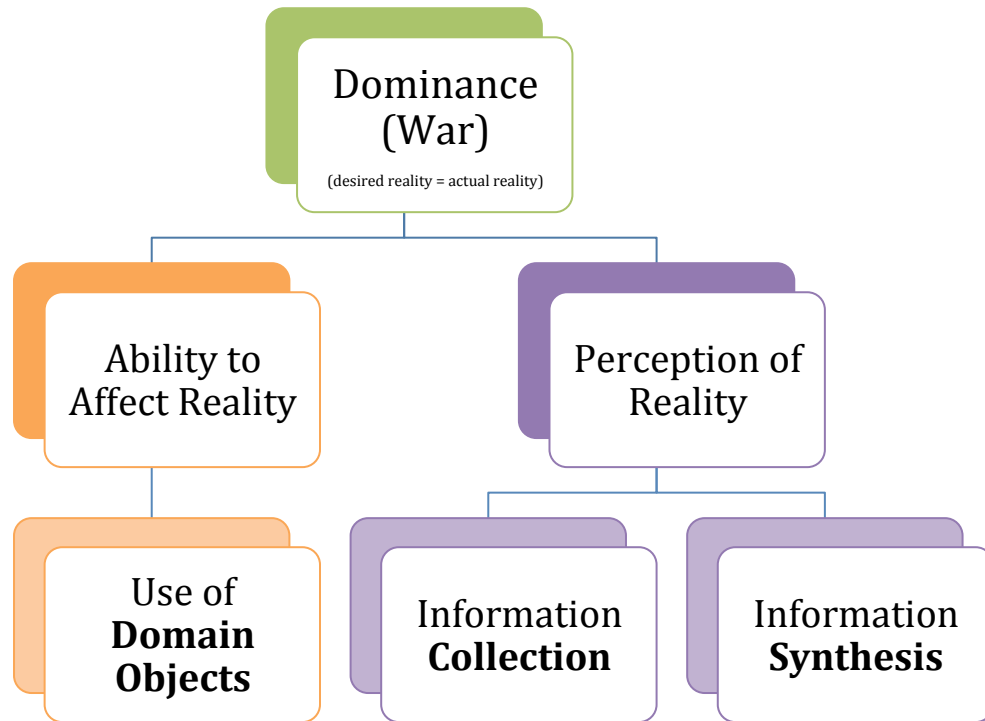 Dominance
(War)
(desired reality = actual reality)
Ability to
Affect Reality
Perception of
Reality
Use of
Domain
Objects
Information
Collection
Information
Synthesis